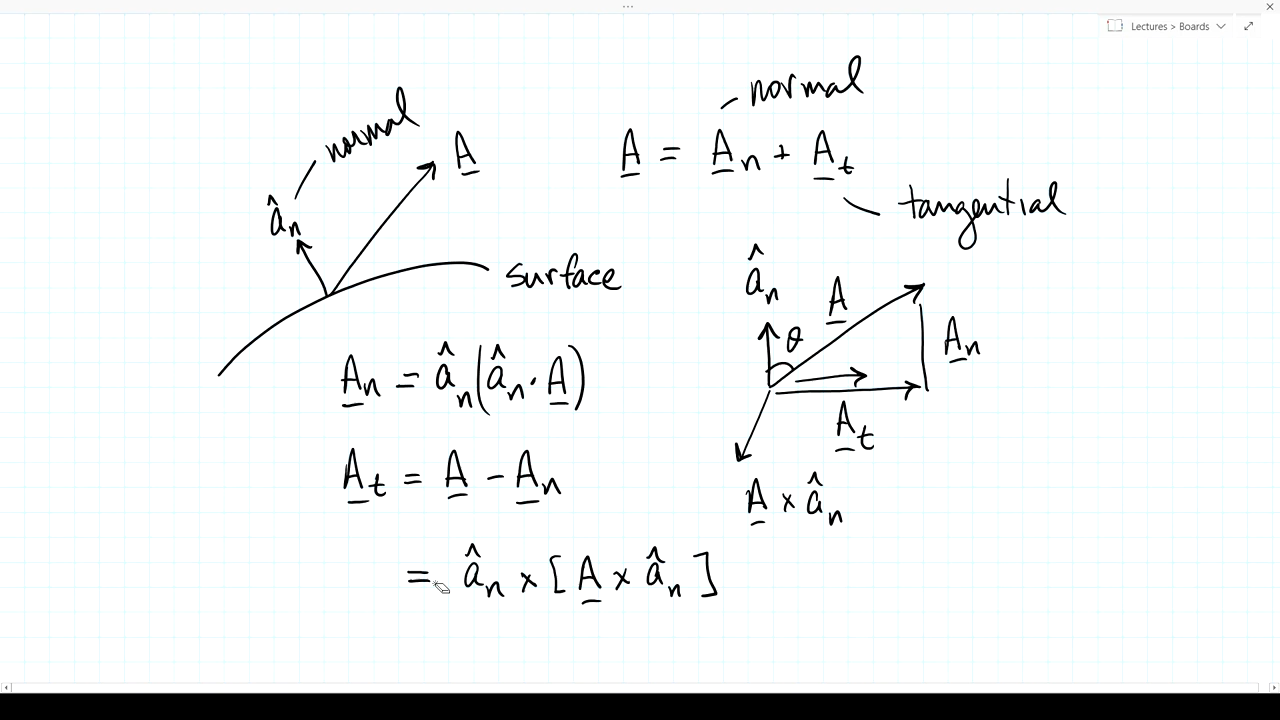 Lectures > Boards
normal
normal
A
A = Aₙ + Aₜ
âₙ
tangential
surface
âₙ
A
θ
Aₙ
Aₙ = âₙ(âₙ · A)
Aₜ
Aₜ = A - Aₙ
A × âₙ
= âₙ × [A × âₙ]